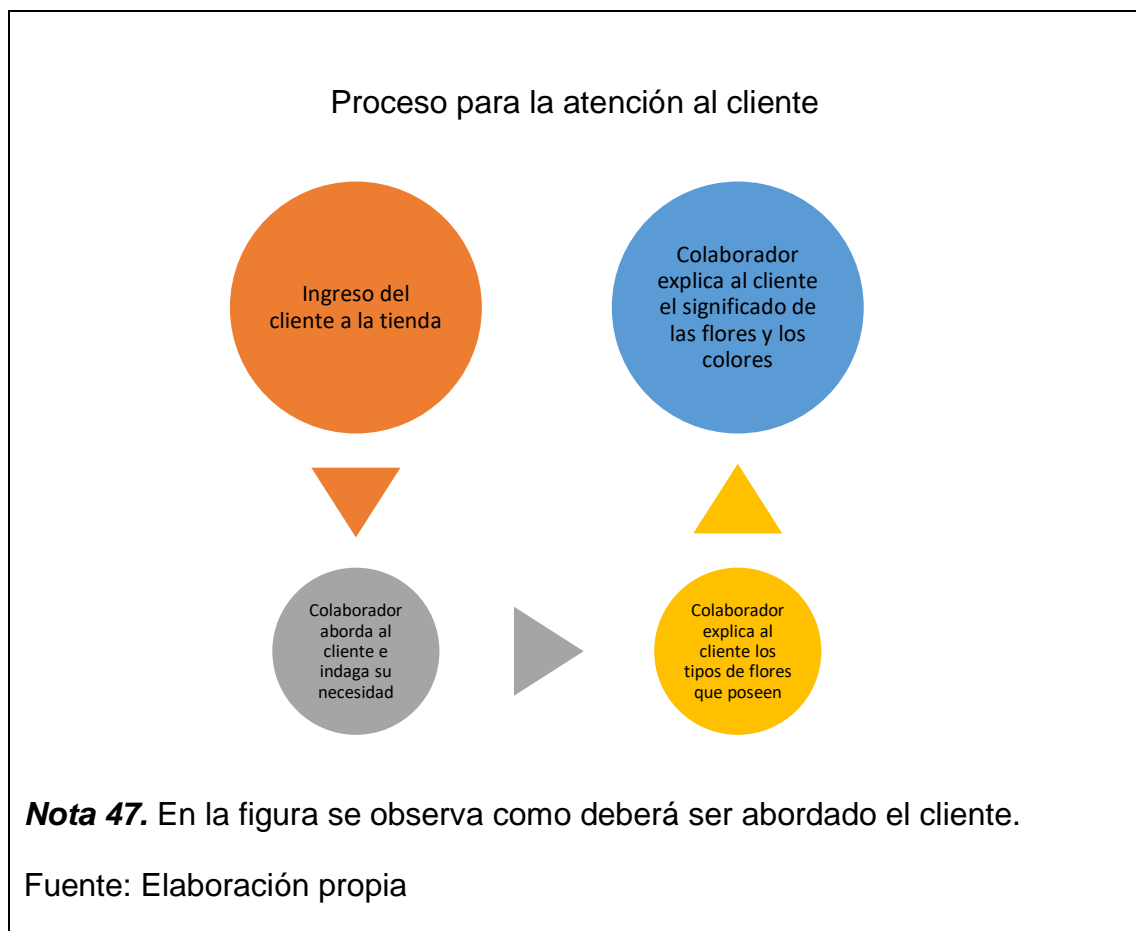 Proceso para la atención al cliente
Ingreso del
cliente a la tienda
Colaborador
aborda al
cliente e
indaga su
necesidad
Colaborador
explica al
cliente los
tipos de flores
que poseen
Colaborador
explica al cliente
el significado de
las flores y los
colores
Nota 47. En la figura se observa como deberá ser abordado el cliente.
Fuente: Elaboración propia